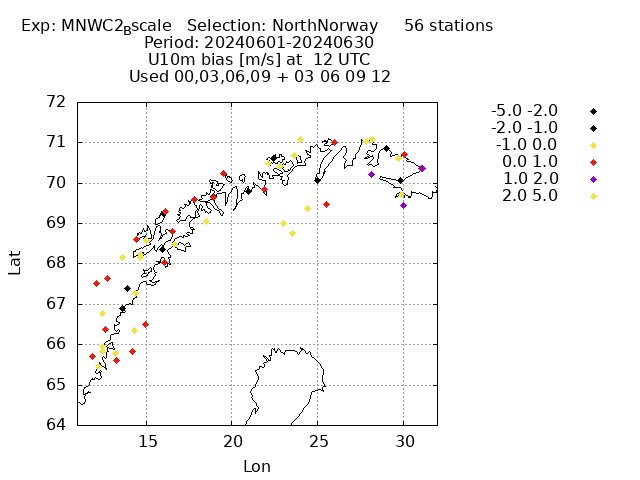 Exp: MNWC2Bscale Selection: NorthNorway 56 stations
Period: 20240601-20240630
U10m bias [m/s] at 12 UTC
Used 00,03,06,09 + 03 06 09 12
72
71
70
69
68
67
66
65
64
Lat
15 20 25 30
Lon
-5.0 -2.0
-2.0 -1.0
-1.0 0.0
0.0 1.0
1.0 2.0
2.0 5.0